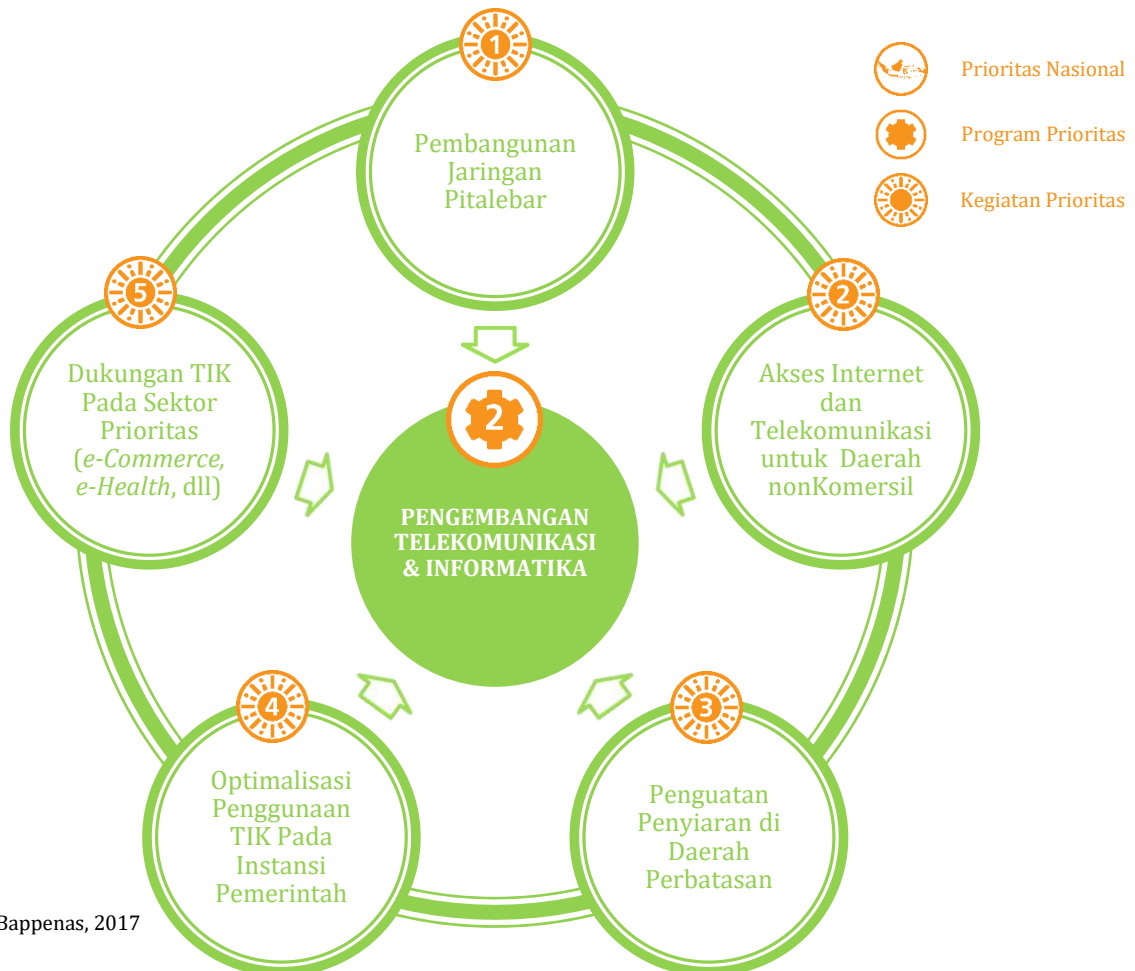 1
Pembangunan
Jaringan
Pitalebar
Prioritas Nasional
Program Prioritas
Kegiatan Prioritas
5
Dukungan TIK
Pada Sektor
Prioritas
(e-Commerce,
e-Health, dll)
2
Akses Internet
dan
Telekomunikasi
untuk Daerah
nonKomersil
2
PENGEMBANGAN
TELEKOMUNIKASI
& INFORMATIKA
4
Optimalisasi
Penggunaan
TIK Pada
Instansi
Pemerintah
3
Penguatan
Penyiaran di
Daerah
Perbatasan
Bappenas, 2017